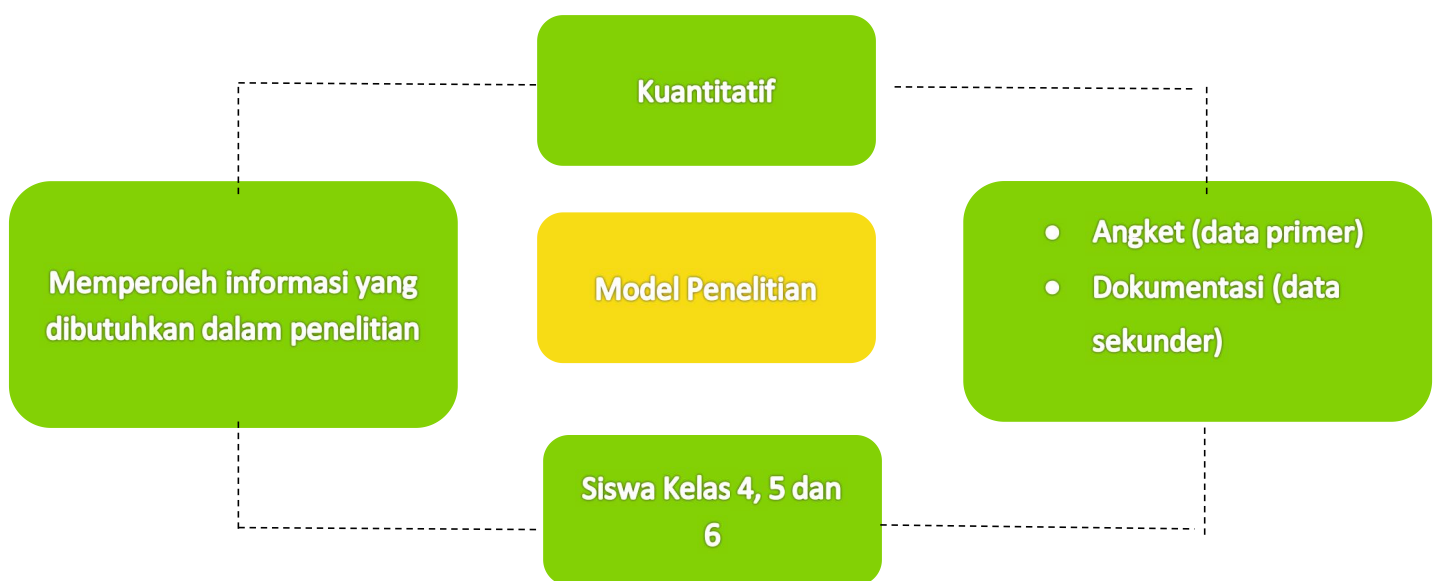 Kuantitatif
Memperoleh informasi yang
dibutuhkan dalam penelitian
Model Penelitian
● Angket (data primer)
● Dokumentasi (data
sekunder)
Siswa Kelas 4, 5 dan
6